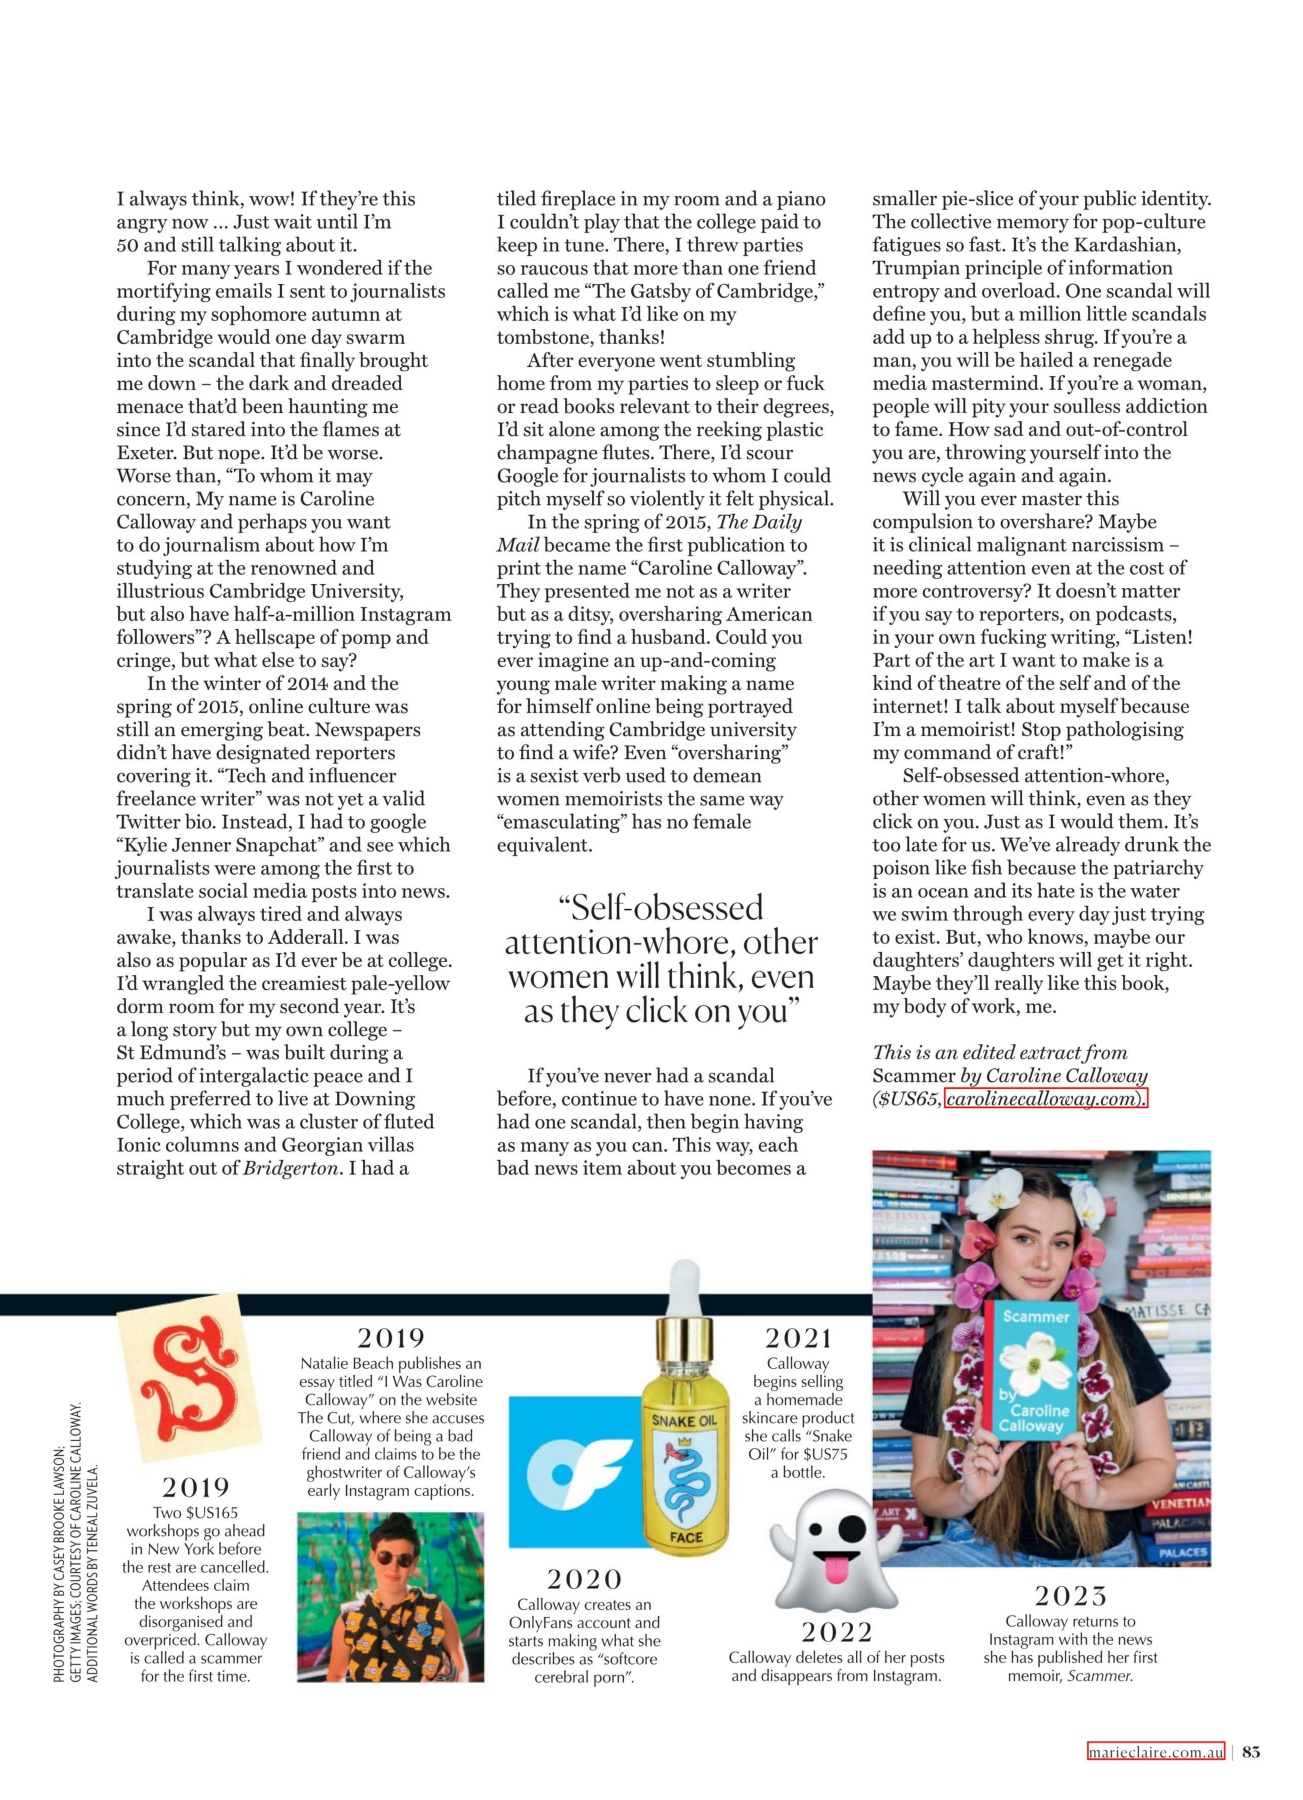 I always think, wow! If they’re this
angry now ... Just wait until I’m
50 and still talking about it.
For many years I wondered if the
mortifying emails I sent to journalists
during my sophomore autumn at
Cambridge would one day swarm
into the scandal that finally brought
me down – the dark and dreaded
menace that’d been haunting me
since I’d stared into the flames at
Exeter. But nope. It’d be worse.
Worse than, “To whom it may
concern, My name is Caroline
Calloway and perhaps you want
to do journalism about how I’m
studying at the renowned and
illustrious Cambridge University,
but also have half-a-million Instagram
followers”? A hellscape of pomp and
cringe, but what else to say?
In the winter of 2014 and the
spring of 2015, online culture was
still an emerging beat. Newspapers
didn’t have designated reporters
covering it. “Tech and influencer
freelance writer” was not yet a valid
Twitter bio. Instead, I had to google
“Kylie Jenner Snapchat” and see which
journalists were among the first to
translate social media posts into news.
I was always tired and always
awake, thanks to Adderall. I was
also as popular as I’d ever be at college.
I’d wrangled the creamiest pale-yellow
dorm room for my second year. It’s
a long story but my own college –
St Edmund’s – was built during a
period of intergalactic peace and I
much preferred to live at Downing
College, which was a cluster of fluted
Ionic columns and Georgian villas
straight out of Bridgerton. I had a
tiled fireplace in my room and a piano
I couldn’t play that the college paid to
keep in tune. There, I threw parties
so raucous that more than one friend
called me “The Gatsby of Cambridge,”
which is what I’d like on my
tombstone, thanks!
After everyone went stumbling
home from my parties to sleep or fuck
or read books relevant to their degrees,
I’d sit alone among the reeking plastic
champagne flutes. There, I’d scour
Google for journalists to whom I could
pitch myself so violently it felt physical.
In the spring of 2015, The Daily
Mail became the first publication to
print the name “Caroline Calloway”.
They presented me not as a writer
but as a ditsy, oversharing American
trying to find a husband. Could you
ever imagine an up-and-coming
young male writer making a name
for himself online being portrayed
as attending Cambridge university
to find a wife? Even “oversharing”
is a sexist verb used to demean
women memoirists the same way
“emasculating” has no female
equivalent.
“Self-obsessed
attention-whore, other
women will think, even
as they click on you”
If you’ve never had a scandal
before, continue to have none. If you’ve
had one scandal, then begin having
as many as you can. This way, each
bad news item about you becomes a
smaller pie-slice of your public identity.
The collective memory for pop-culture
fatigues so fast. It’s the Kardashian,
Trumpian principle of information
entropy and overload. One scandal will
define you, but a million little scandals
add up to a helpless shrug. If you’re a
man, you will be hailed a renegade
media mastermind. If you’re a woman,
people will pity your soulless addiction
to fame. How sad and out-of-control
you are, throwing yourself into the
news cycle again and again.
Will you ever master this
compulsion to overshare? Maybe
it is clinical malignant narcissism –
needing attention even at the cost of
more controversy? It doesn’t matter
if you say to reporters, on podcasts,
in your own fucking writing, “Listen!
Part of the art I want to make is a
kind of theatre of the self and of the
internet! I talk about myself because
I’m a memoirist! Stop pathologising
my command of craft!”
Self-obsessed attention-whore,
other women will think, even as they
click on you. Just as I would them. It’s
too late for us. We’ve already drunk the
poison like fish because the patriarchy
is an ocean and its hate is the water
we swim through every day just trying
to exist. But, who knows, maybe our
daughters’ daughters will get it right.
Maybe they’ll really like this book,
my body of work, me.
This is an edited extract from
Scammer by Caroline Calloway
($US65, carolinecalloway.com).
PHOTOGRAPHY BY CASEY BROOKE LAWSON;
GETTY IMAGES; COURTESY OF CAROLINE CALLOWAY.
ADDITIONAL WORDS BY TENEAL ZUVELA.
S
2019
Two $US165
workshops go ahead
in New York before
the rest are cancelled.
Attendees claim
the workshops are
disorganised and
overpriced. Calloway
is called a scammer
for the first time.
2019
Natalie Beach publishes an
essay titled “I Was Caroline
Calloway” on the website
The Cut, where she accuses
Calloway of being a bad
friend and claims to be the
ghostwriter of Calloway’s
early Instagram captions.
2020
Calloway creates an
OnlyFans account and
starts making what she
describes as “softcore
cerebral porn”.
SNAKE OIL
FACE
2021
Calloway
begins selling
a homemade
skincare product
she calls “Snake
Oil” for $US75
a bottle.
2022
Calloway deletes all of her posts
and disappears from Instagram.
Scammer
by
Caroline
Calloway
MATISSE
ART
VENETIAN
PALACES
2023
Calloway returns to
Instagram with the news
she has published her first
memoir, Scammer.
marieclaire.com.au | 83